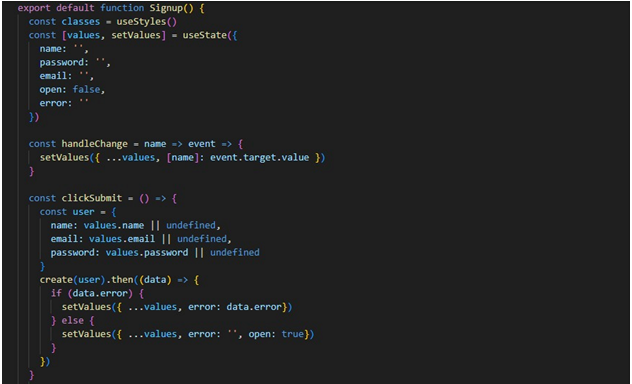 export default function Signup() {
const classes = useStyles()
const [values, setValues] = useState({
name: '',
password: '',
email: '',
open: false,
error: ''
})
const handleChange = name => event => {
setValues({ ...values, [name]: event.target.value })
}
const clickSubmit = () => {
const user = {
name: values.name || undefined,
email: values.email || undefined,
password: values.password || undefined
}
create(user).then((data) => {
if (data.error) {
setValues({ ...values, error: data.error})
} else {
setValues({ ...values, error: '', open: true})
}
})
}